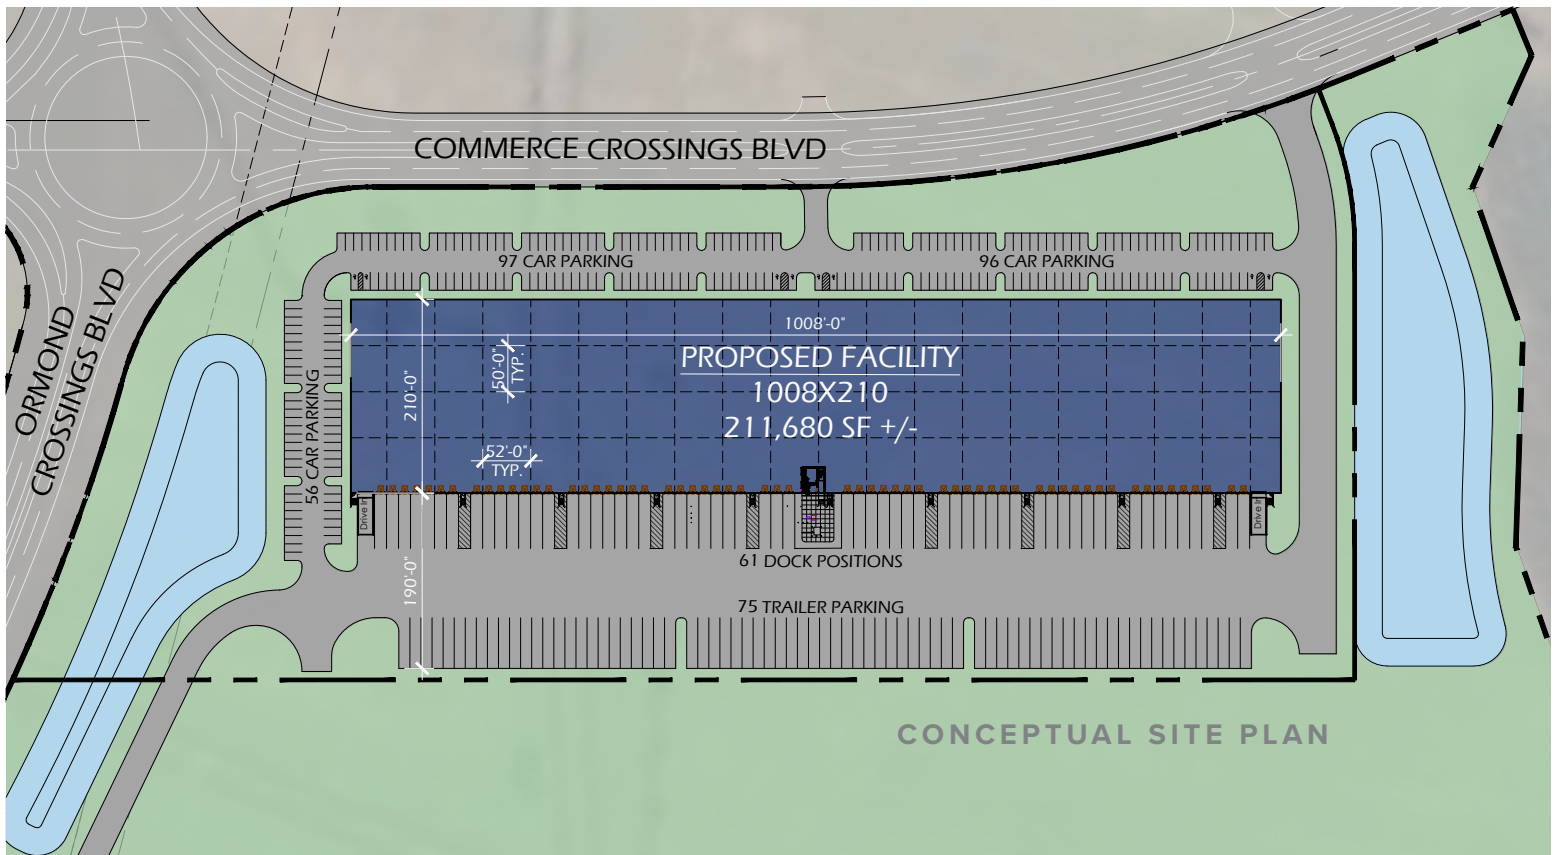 COMMERCE CROSSINGS BLVD
97 CAR PARKING
96 CAR PARKING
ORMOND
CROSSINGS BLVD
1008'-0"
PROPOSED FACILITY
1008X210
211,680 SF +/-
50'-0"
TYP.
210'-0"
52'-0"
TYP.
56 CAR PARKING
Drive In
Drive In
61 DOCK POSITIONS
190'-0"
75 TRAILER PARKING
CONCEPTUAL SITE PLAN